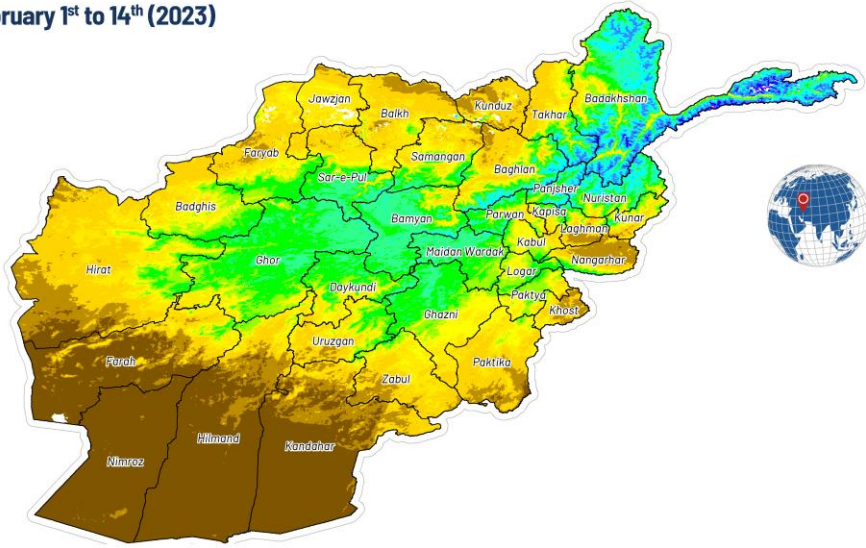 ruary 1st to 14th (2023)
Jawzjan
Balkh
Kunduz
Takhar
Badakhshan
Faryab
Samangan
Baghlan
Sar-e-Pul
Panjsher
Nuristan
Badghis
Bamyan
Parwan
Kapisa
Kunar
Laghman
Kabul
Maidan Wardak
Nangarhar
Hirat
Ghor
Logar
Daykundi
Paktya
Khost
Ghazni
Uruzgan
Farah
Paktika
Zabul
Hilmand
Kandahar
Nimroz